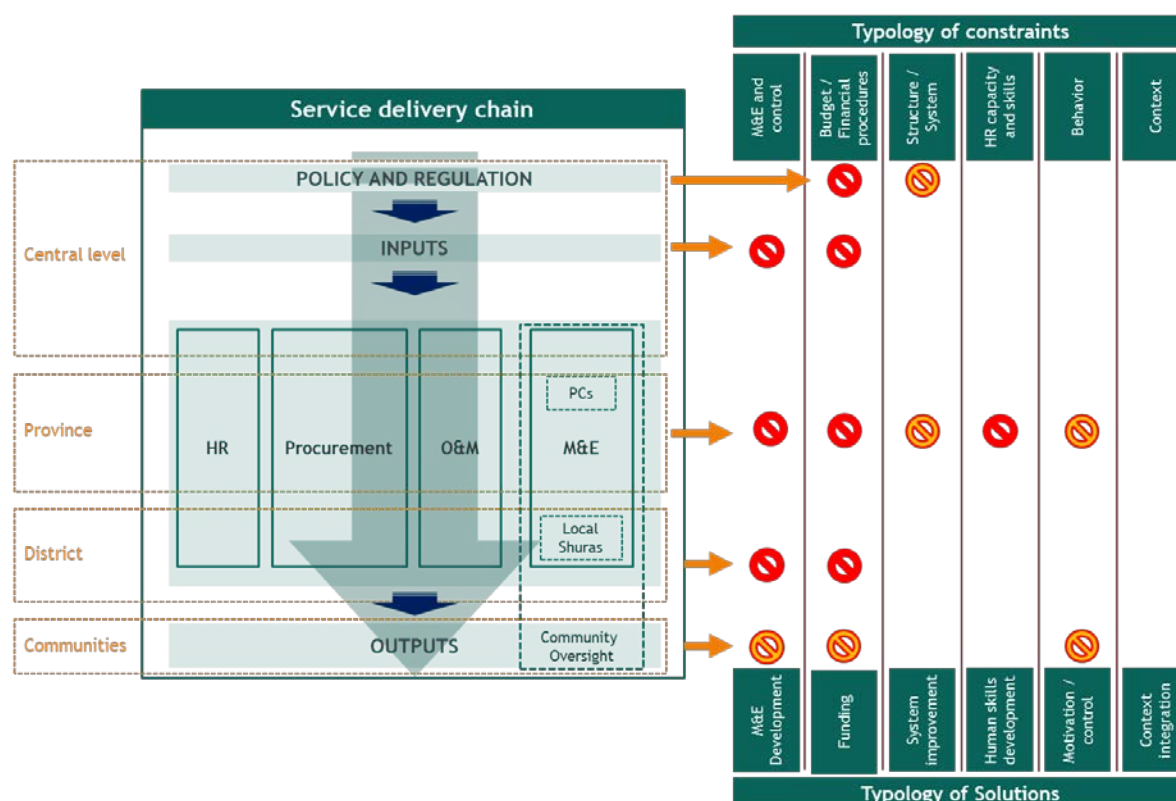 Typology of constraints
M&E and
control
Budget /
Financial
procedures
Structure /
System
HR capacity
and skills
Behavior
Context
Service delivery chain
POLICY AND REGULATION
Central level
INPUTS
HR
Procurement
O&M
PCs
M&E
Local
Shuras
Province
District
Communities
OUTPUTS
Community
Oversight
M&E
Development
Funding
System
improvement
Human skills
development
Motivation /
control
Context
integration
Typology of Solutions